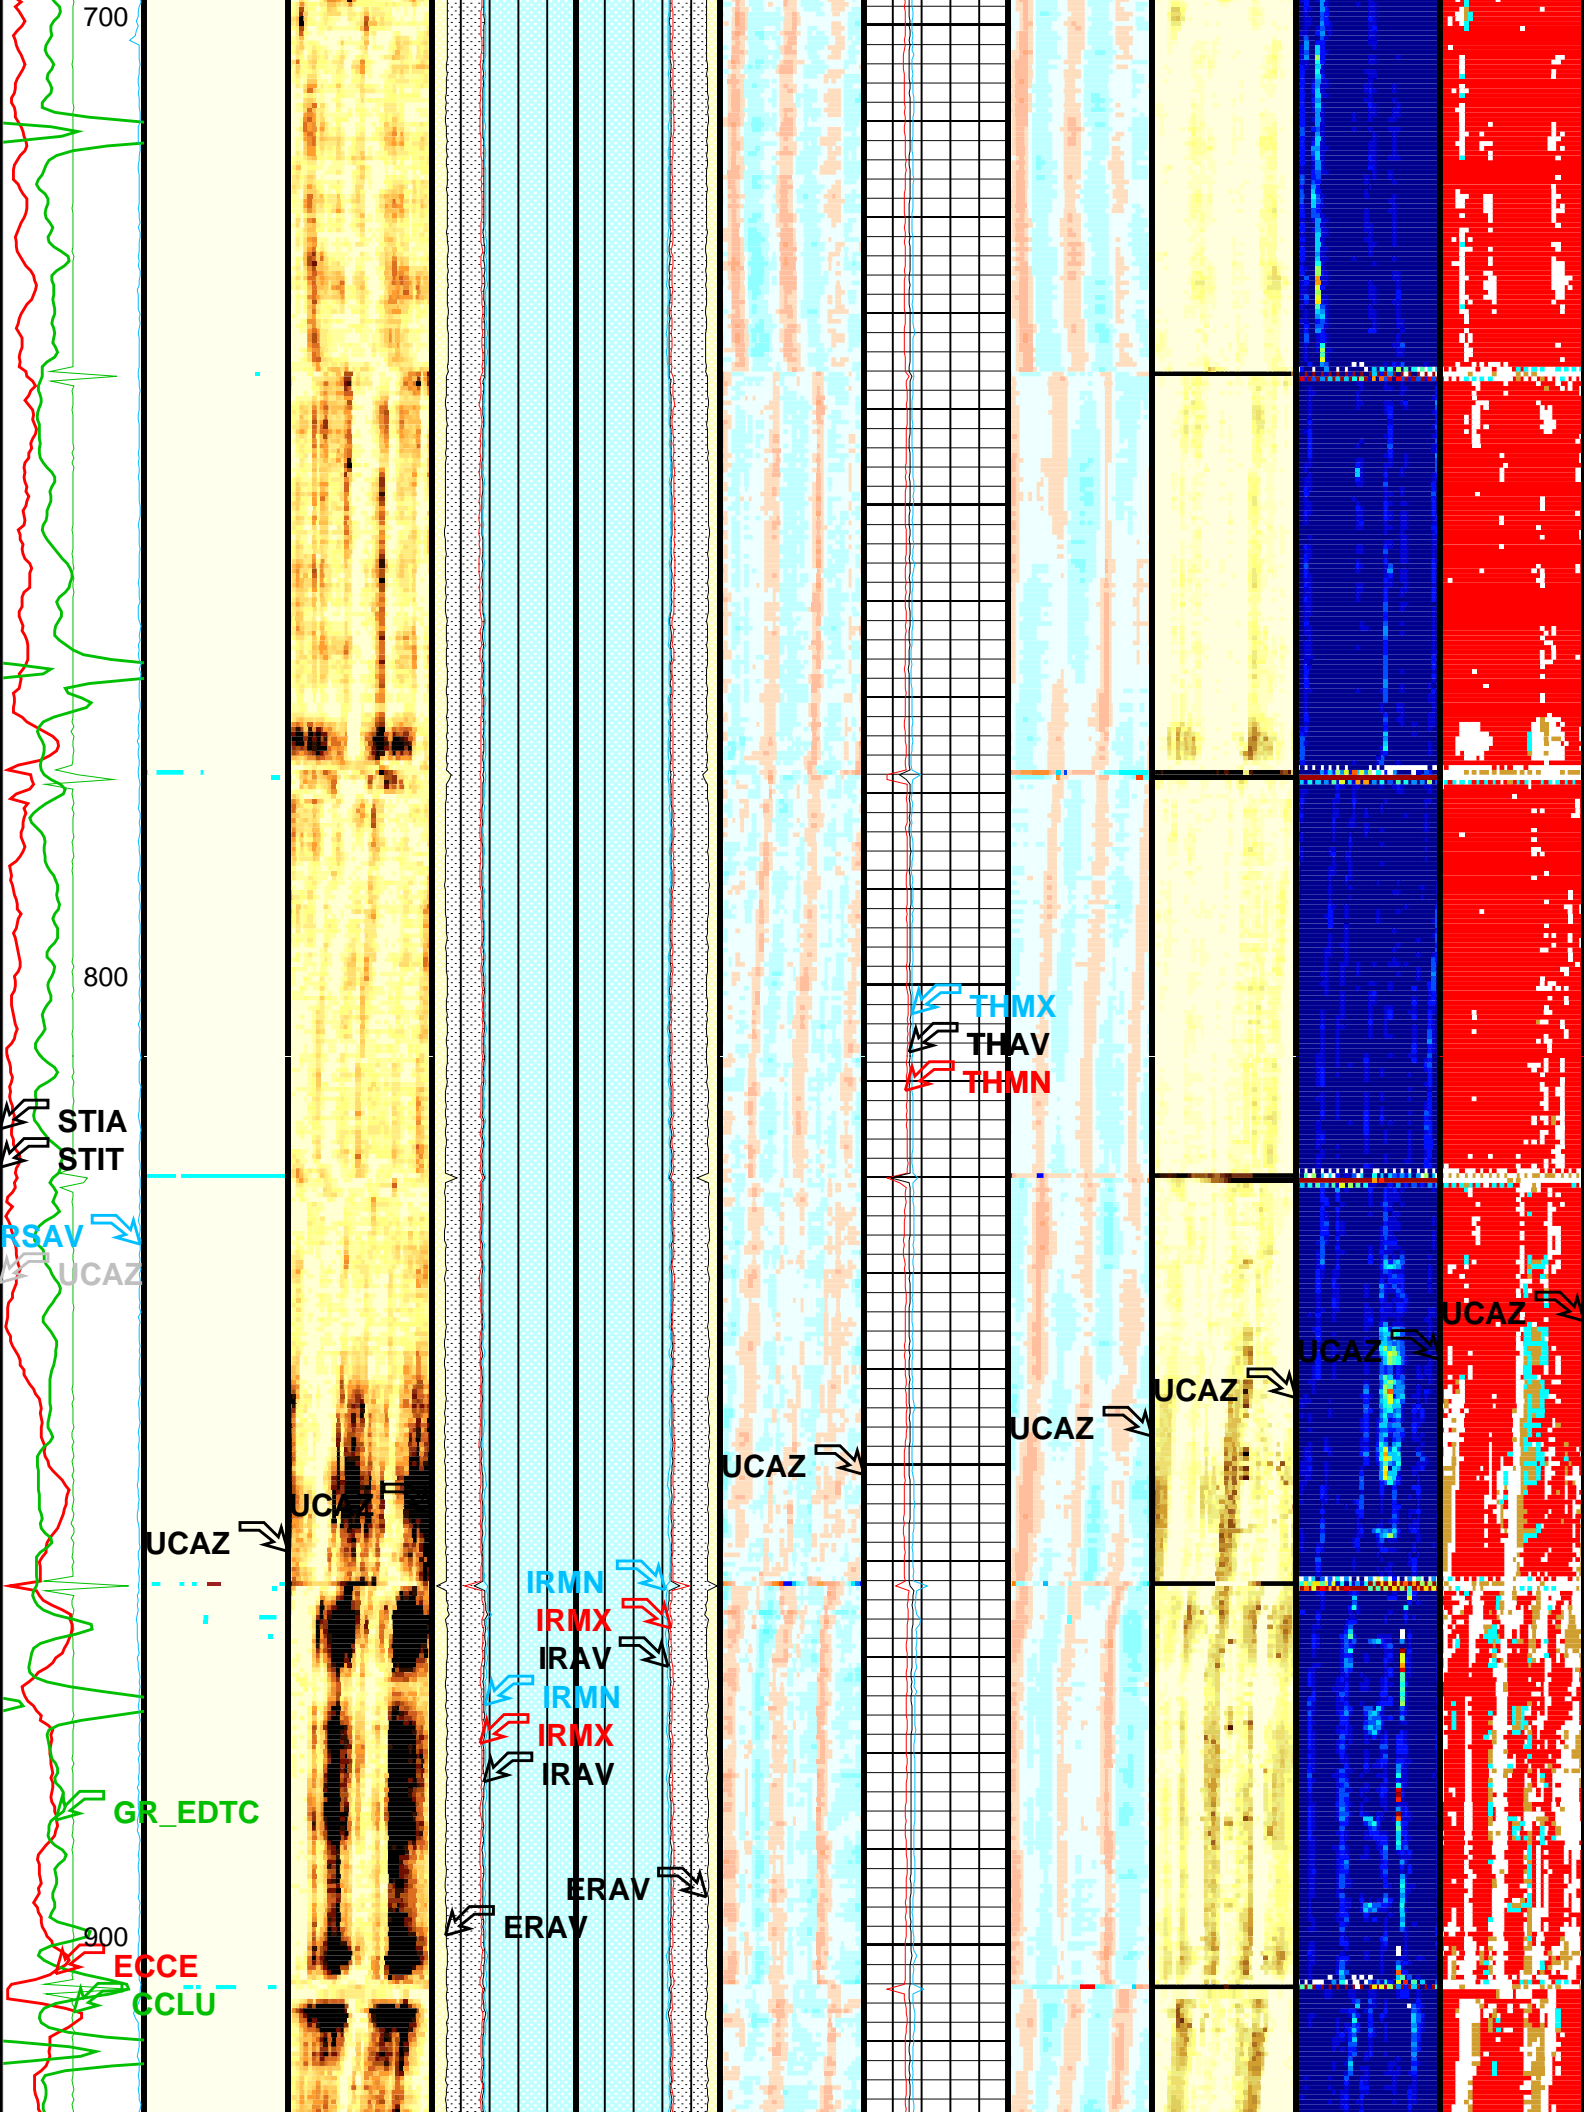 700
800
THMX
THAV
THMN
STIA
STIT
RSAV
UCAZ
UCAZ
UCAZ
UCAZ
UCAZ
UCAZ
UCAZ
UCAZ
IRMN
IRMX
IRAV
IRMN
IRMX
IRAV
GR_EDTC
ERAV
ERAV
900
ECCE
CCLU